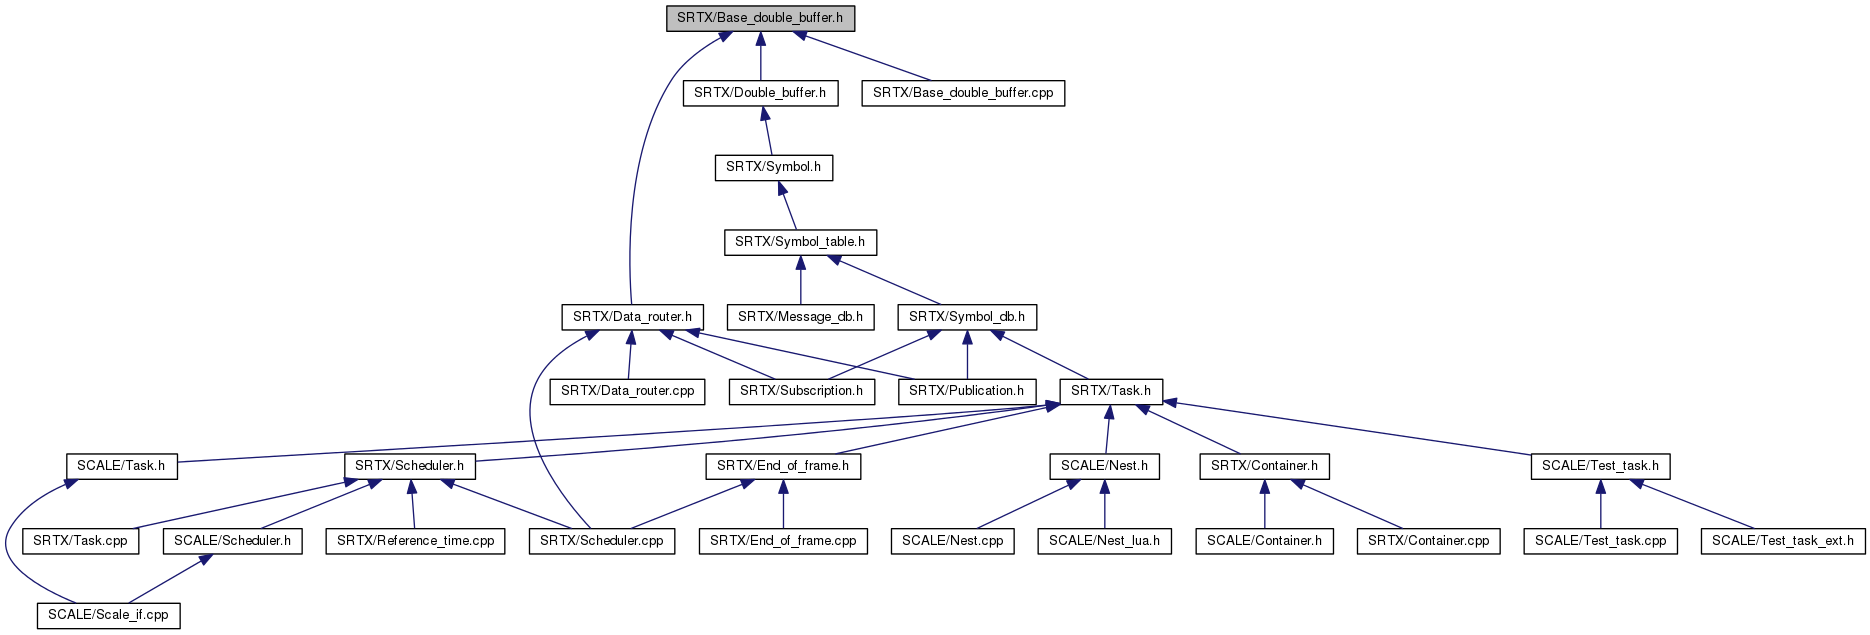 SRTX/Base_double_buffer.h
SRTX/Double_buffer.h
SRTX/Base_double_buffer.cpp
SRTX/Symbol.h
SRTX/Symbol_table.h
SRTX/Data_router.h
SRTX/Message_db.h
SRTX/Symbol_db.h
SRTX/Data_router.cpp
SRTX/Subscription.h
SRTX/Publication.h
SRTX/Task.h
SCALE/Task.h
SRTX/Scheduler.h
SRTX/End_of_frame.h
SCALE/Nest.h
SRTX/Container.h
SCALE/Test_task.h
SRTX/Task.cpp
SCALE/Scheduler.h
SRTX/Reference_time.cpp
SRTX/Scheduler.cpp
SRTX/End_of_frame.cpp
SCALE/Nest.cpp
SCALE/Nest_lua.h
SCALE/Container.h
SRTX/Container.cpp
SCALE/Test_task.cpp
SCALE/Test_task_ext.h
SCALE/Scale_if.cpp